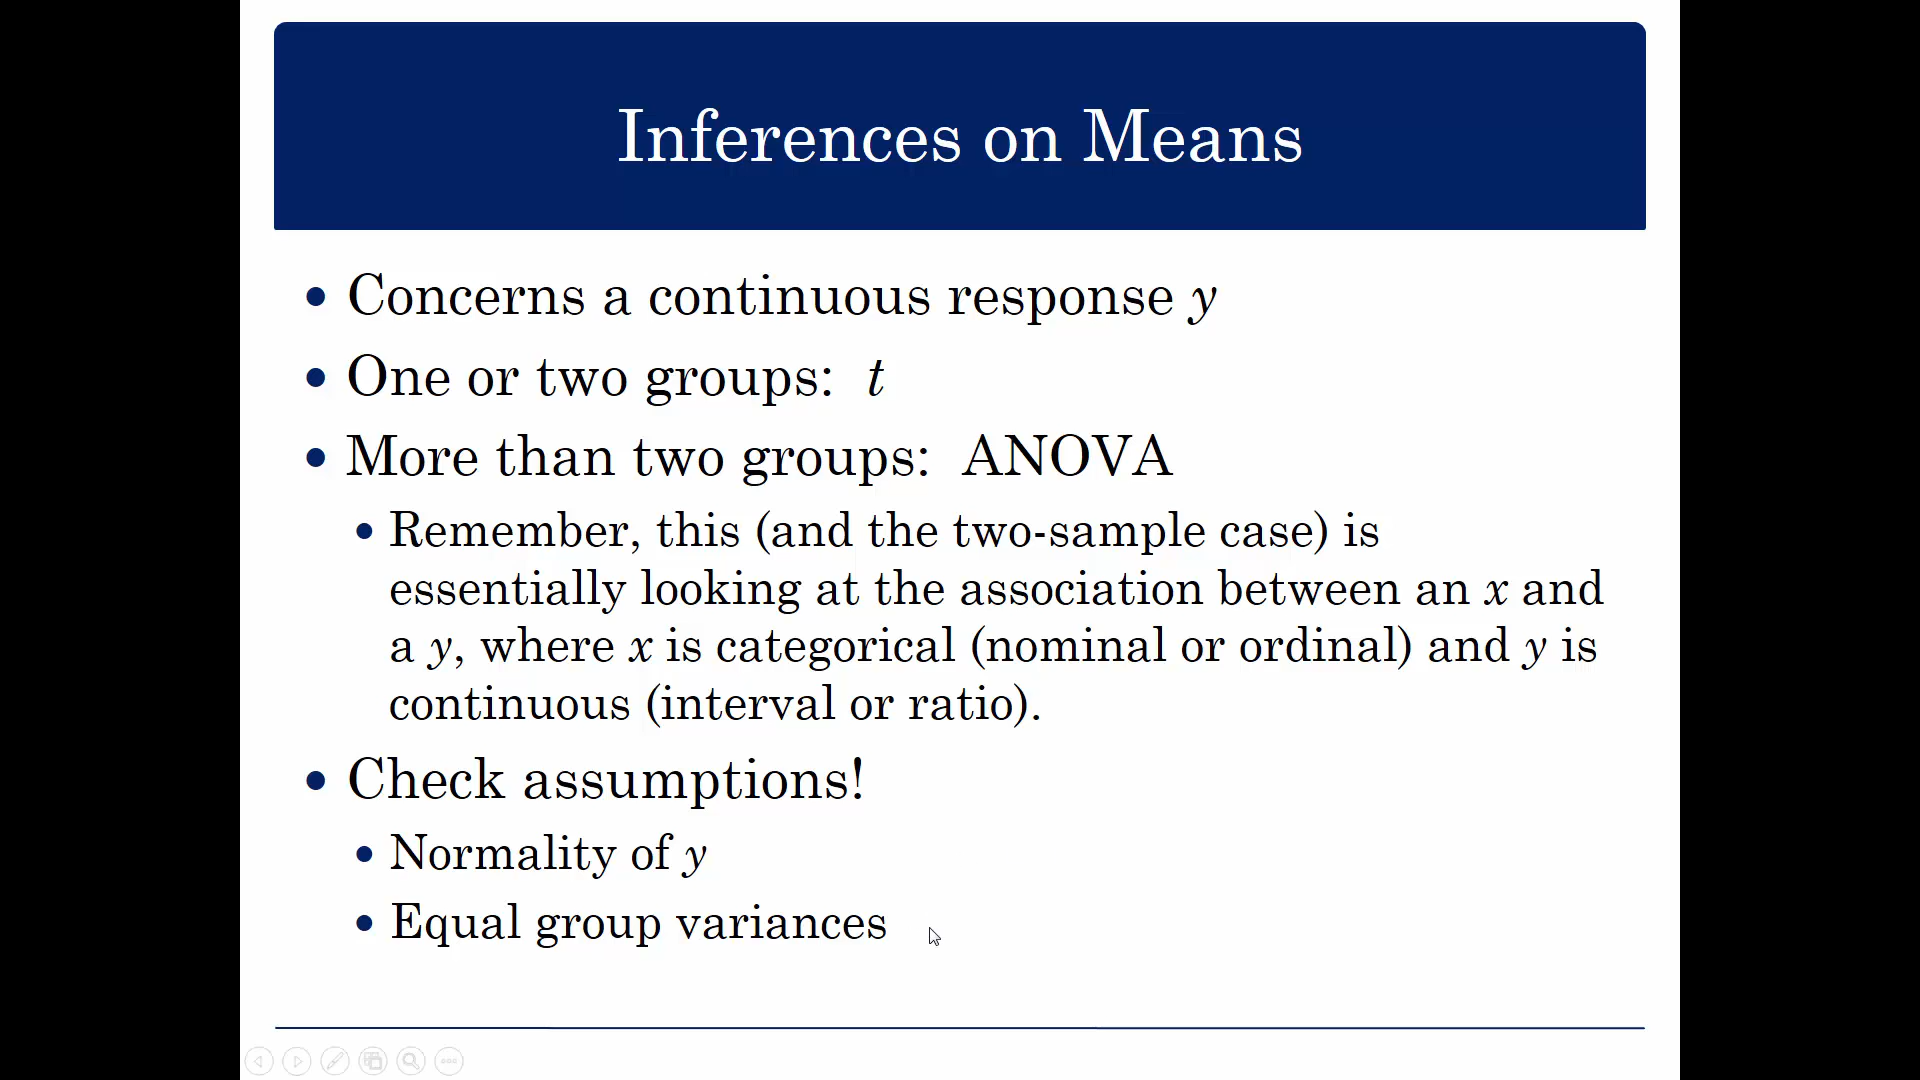 Inferences on Means
• Concerns a continuous response y
• One or two groups: t
• More than two groups: ANOVA
• Remember, this (and the two-sample case) is
essentially looking at the association between an x and
a y, where x is categorical (nominal or ordinal) and y is
continuous (interval or ratio).
• Check assumptions!
• Normality of y
• Equal group variances